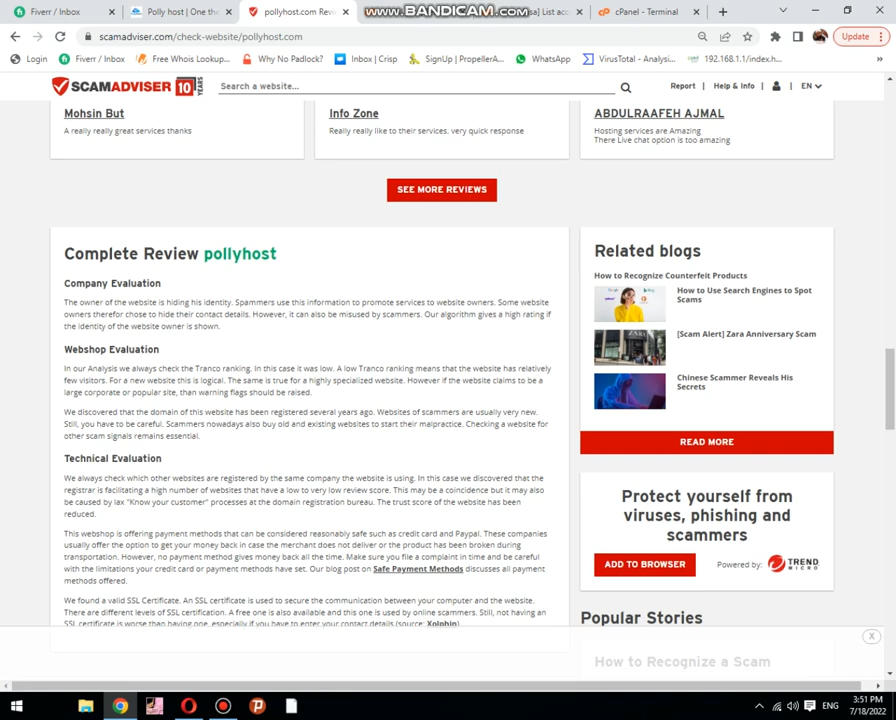 www.BANDICAM.com
Fiverr / Inbox
Polly host | One the
pollyhost.com Rev
sa] List acc
cPanel - Terminal
scamadviser.com/check-website/pollyhost.com
Update
Login
Fiverr / Inbox
Free Whois Lookup...
Why No Padlock?
Inbox | Crisp
SignUp | PropellerA...
WhatsApp
VirusTotal - Analysi...
192.168.1.1/index.h...
SCAMADVISER 10 YEARS
Search a website...
Report | Help & Info | | EN
Mohsin But
A really really great services thanks
Info Zone
Really really like to their services. very quick response
ABDULRAAFEH AJMAL
Hosting services are Amazing
There Live chat option is too amazing
SEE MORE REVIEWS
Complete Review pollyhost
Company Evaluation
The owner of the website is hiding his identity. Spammers use this information to promote services to website owners. Some website
owners therefor chose to hide their contact details. However, it can also be misused by scammers. Our algorithm gives a high rating if
the identity of the website owner is shown.
Webshop Evaluation
In our Analysis we always check the Tranco ranking. In this case it was low. A low Tranco ranking means that the website has relatively
few visitors. For a new website this is logical. The same is true for a highly specialized website. However if the website claims to be a
large corporate or popular site, than warning flags should be raised.
We discovered that the domain of this website has been registered several years ago. Websites of scammers are usually very new.
Still, you have to be careful. Scammers nowadays also buy old and existing websites to start their malpractice. Checking a website for
other scam signals remains essential.
Technical Evaluation
We always check which other websites are registered by the same company the website is using. In this case we discovered that the
registrar is facilitating a high number of websites that have a low to very low review score. This may be a coincidence but it may also
be caused by lax "Know your customer" processes at the domain registration bureau. The trust score of the website has been
reduced.
This webshop is offering payment methods that can be considered reasonably safe such as credit card and Paypal. These companies
usually offer the option to get your money back in case the merchant does not deliver or the product has been broken during
transportation. However, no payment method gives money back all the time. Make sure you file a complaint in time and be careful
with the limitations your credit card or payment methods have set. Our blog post on Safe Payment Methods discusses all payment
methods offered.
We found a valid SSL Certificate. An SSL certificate is used to secure the communication between your computer and the website.
There are different levels of SSL certification. A free one is also available and this one is used by online scammers. Still, not having an
SSL certificate is worse than having one, especially if you have to enter your contact details (source: Xolphin).
Related blogs
How to Recognize Counterfeit Products
How to Use Search Engines to Spot
Scams
[Scam Alert] Zara Anniversary Scam
Chinese Scammer Reveals His
Secrets
READ MORE
Protect yourself from
viruses, phishing and
scammers
ADD TO BROWSER
Powered by: TREND MICRO
Popular Stories
How to Recognize a Scam
ENG
3:51 PM
7/18/2022